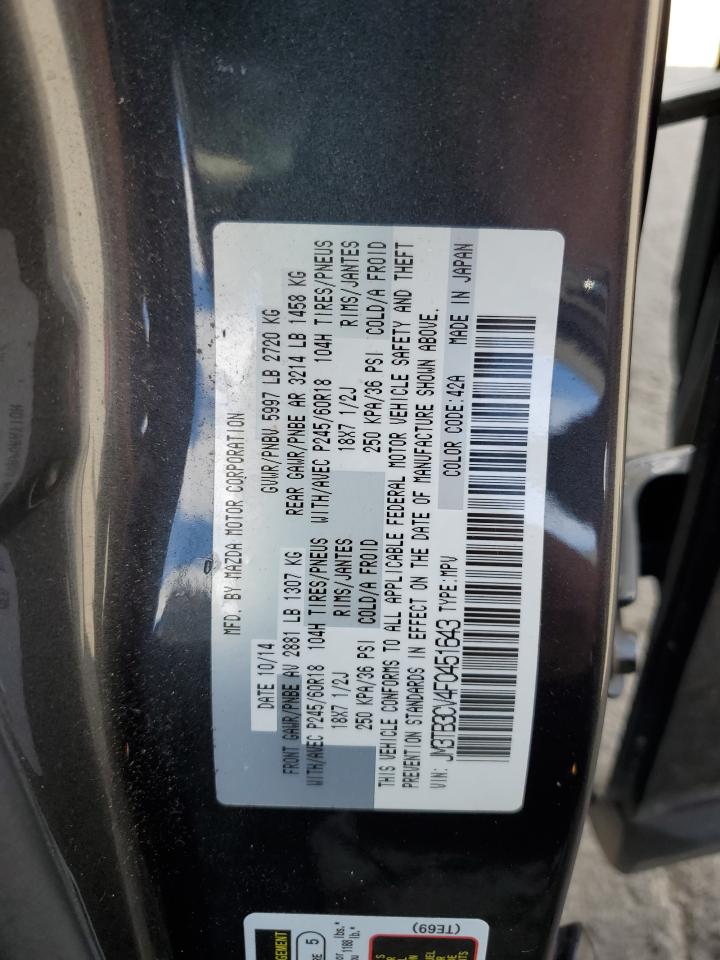 MFD. BY MAZDA MOTOR CORPORATION
DATE 10/14 GVWR/PNBV 5997 LB 2720 KG
FRONT GAWR/PNBE AV 2881 LB 1307 KG REAR GAWR/PNBE AR 3214 LB 1458 KG
WITH/AVEC P245/60R18 104H TIRES/PNEUS WITH/AVEC P245/60R18 104H TIRES/PNEUS
18X7 1/2J RIMS/JANTES 18X7 1/2J RIMS/JANTES
250 KPA/36 PSI COLD/A FROID 250 KPA/36 PSI COLD/A FROID
THIS VEHICLE CONFORMS TO ALL APPLICABLE FEDERAL MOTOR VEHICLE SAFETY AND THEFT
PREVENTION STANDARDS IN EFFECT ON THE DATE OF MANUFACTURE SHOWN ABOVE.
VIN: JM3TB3CV4F0451643 TYPE:MPV COLOR CODE:42A MADE IN JAPAN
5
lbs.*
1188 lb.*
(TE69)